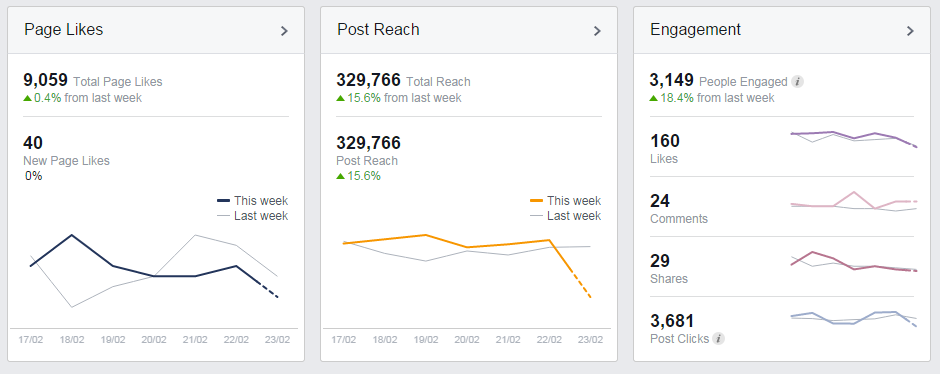 Page Likes
9,059 Total Page Likes
0.4% from last week
40
New Page Likes
0%
This week
Last week
17/02 18/02 19/02 20/02 21/02 22/02 23/02
Post Reach
329,766 Total Reach
15.6% from last week
329,766
Post Reach
15.6%
This week
Last week
17/02 18/02 19/02 20/02 21/02 22/02 23/02
Engagement
3,149 People Engaged i
18.4% from last week
160
Likes
24
Comments
29
Shares
3,681
Post Clicks i